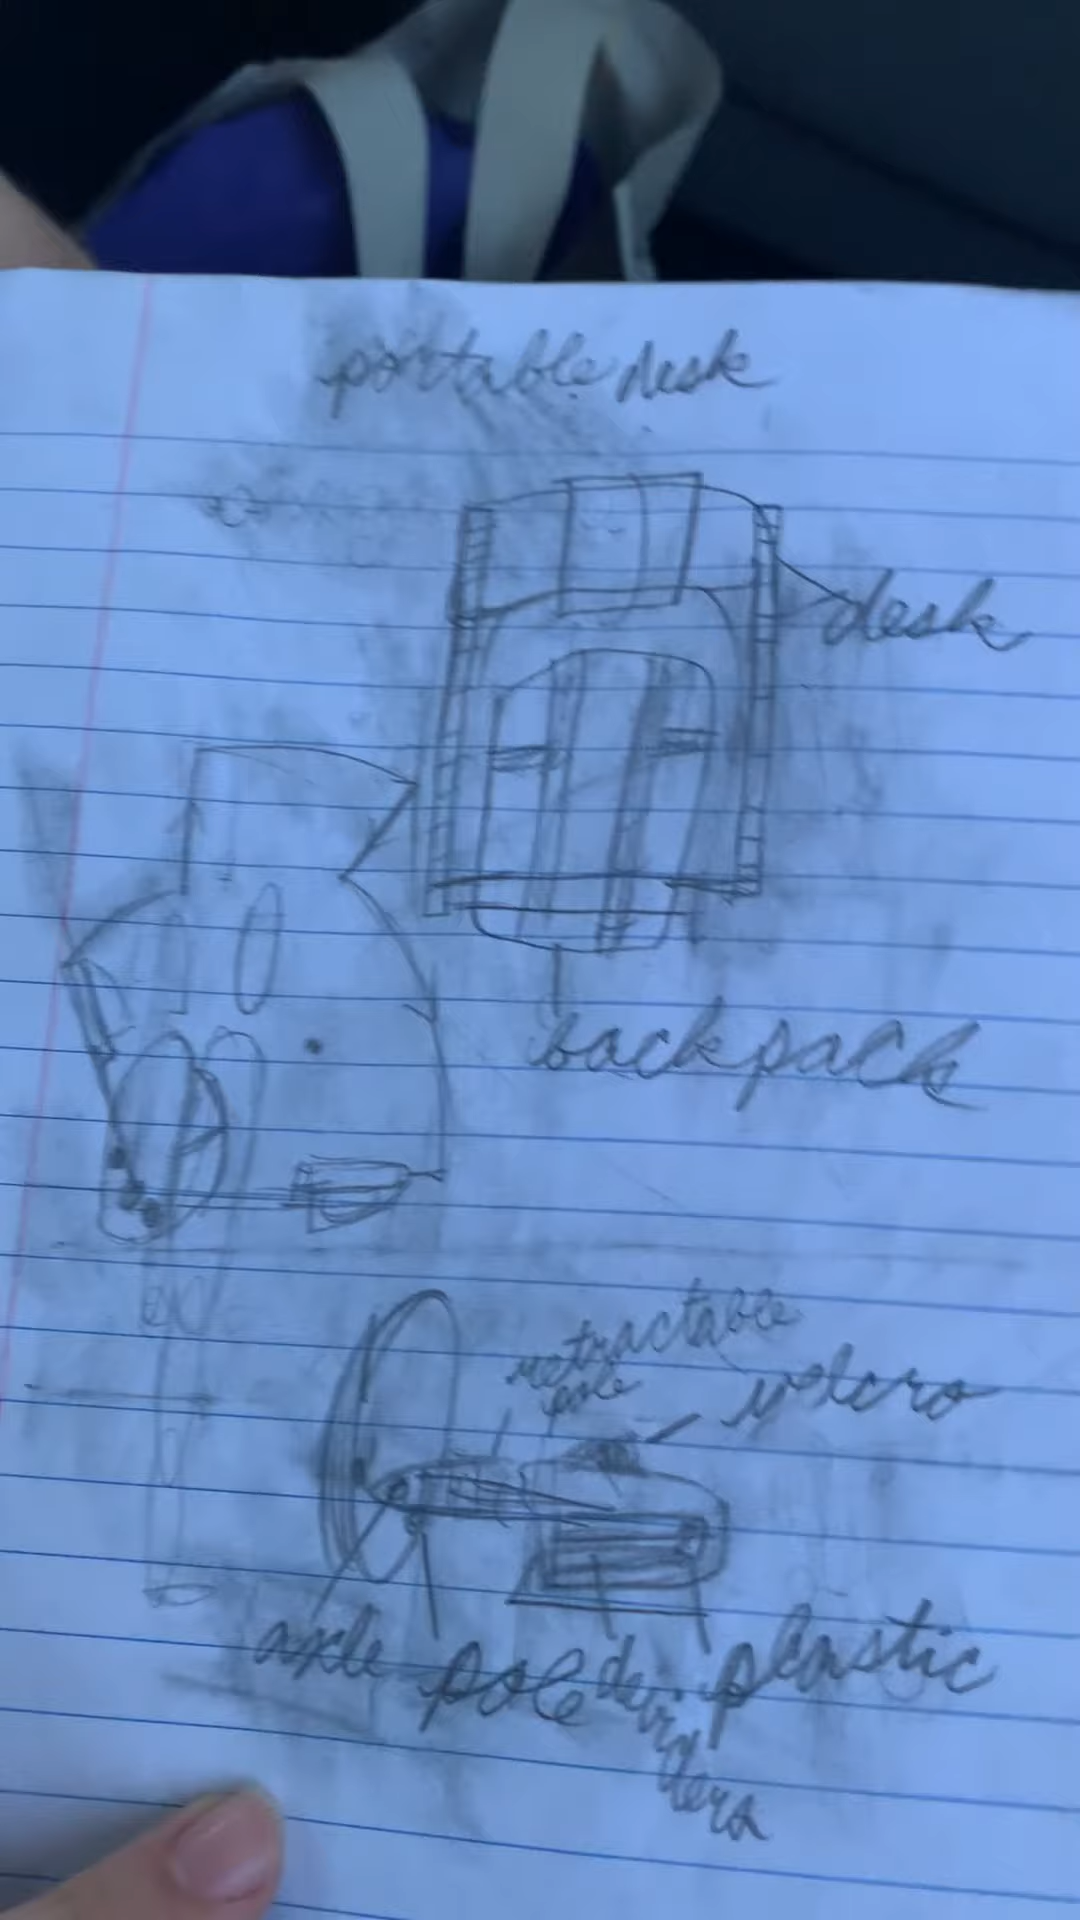 portable desk
desk
backpack
retractable
pole
velcro
axle pole plastic